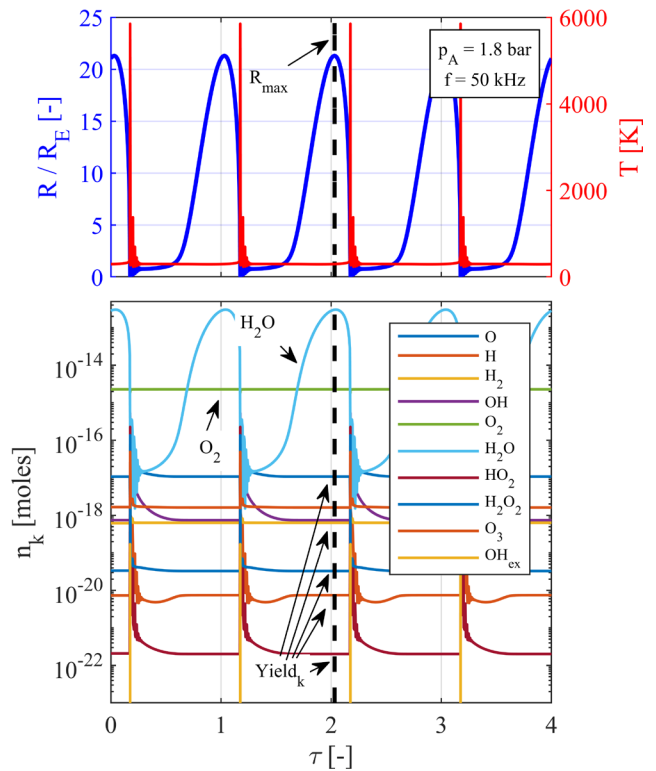 25
20
15
10
5
0
R / R_E [-]
R_max
p_A = 1.8 bar
f = 50 kHz
6000
4000
2000
0
T [K]
10^-14
10^-16
10^-18
10^-20
10^-22
n_k [moles]
H_2O
O_2
Yield_k
O
H
H_2
OH
O_2
H_2O
HO_2
H_2O_2
O_3
OH_ex
0
1
2
3
4
τ [-]